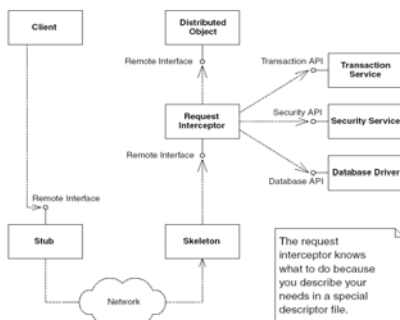 Client
Distributed
Object
Remote Interface
Transaction API
Transaction
Service
Request
Interceptor
Security API
Security Service
Remote Interface
Database API
Database Driver
Remote Interface
Stub
Skeleton
Network
The request
interceptor knows
what to do because
you describe your
needs in a special
descriptor file.